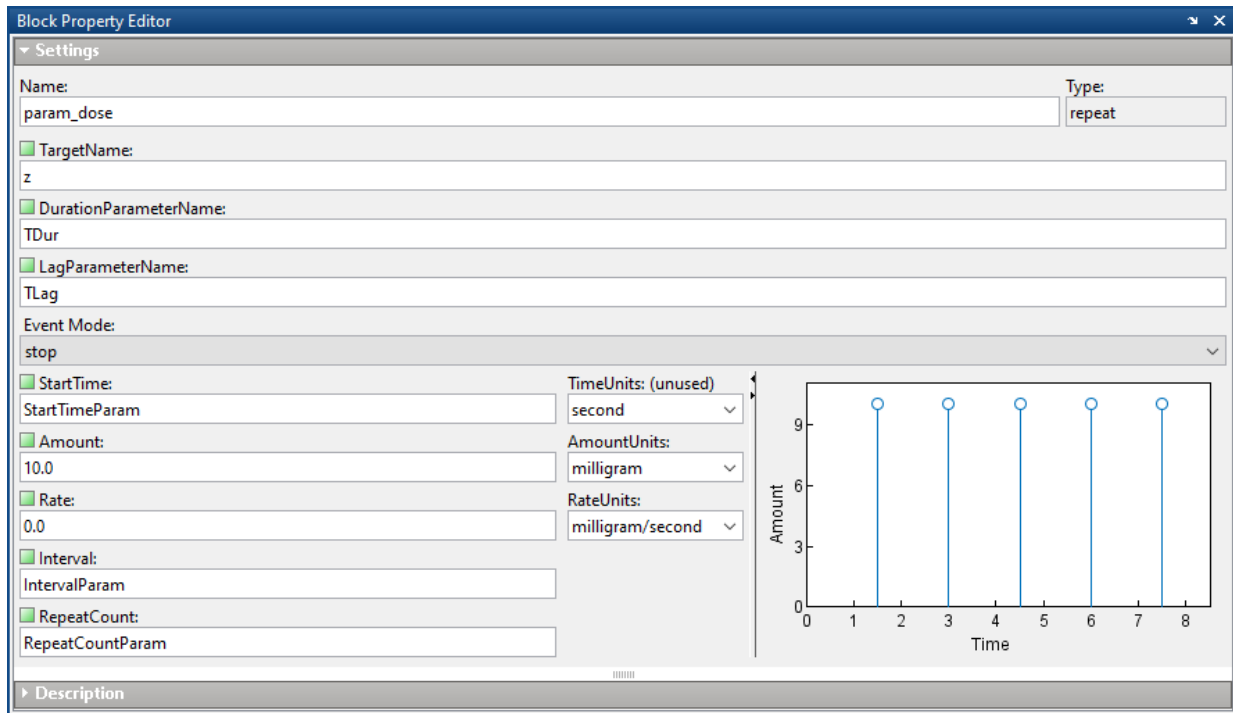 Block Property Editor
Settings
Name:
Type:
param_dose
repeat
TargetName:
z
DurationParameterName:
TDur
LagParameterName:
TLag
Event Mode:
stop
StartTime:
TimeUnits: (unused)
StartTimeParam
second
Amount:
AmountUnits:
10.0
milligram
Rate:
RateUnits:
0.0
milligram/second
Interval:
IntervalParam
RepeatCount:
RepeatCountParam
9
6
3
0
Amount
0 1 2 3 4 5 6 7 8
Time
Description